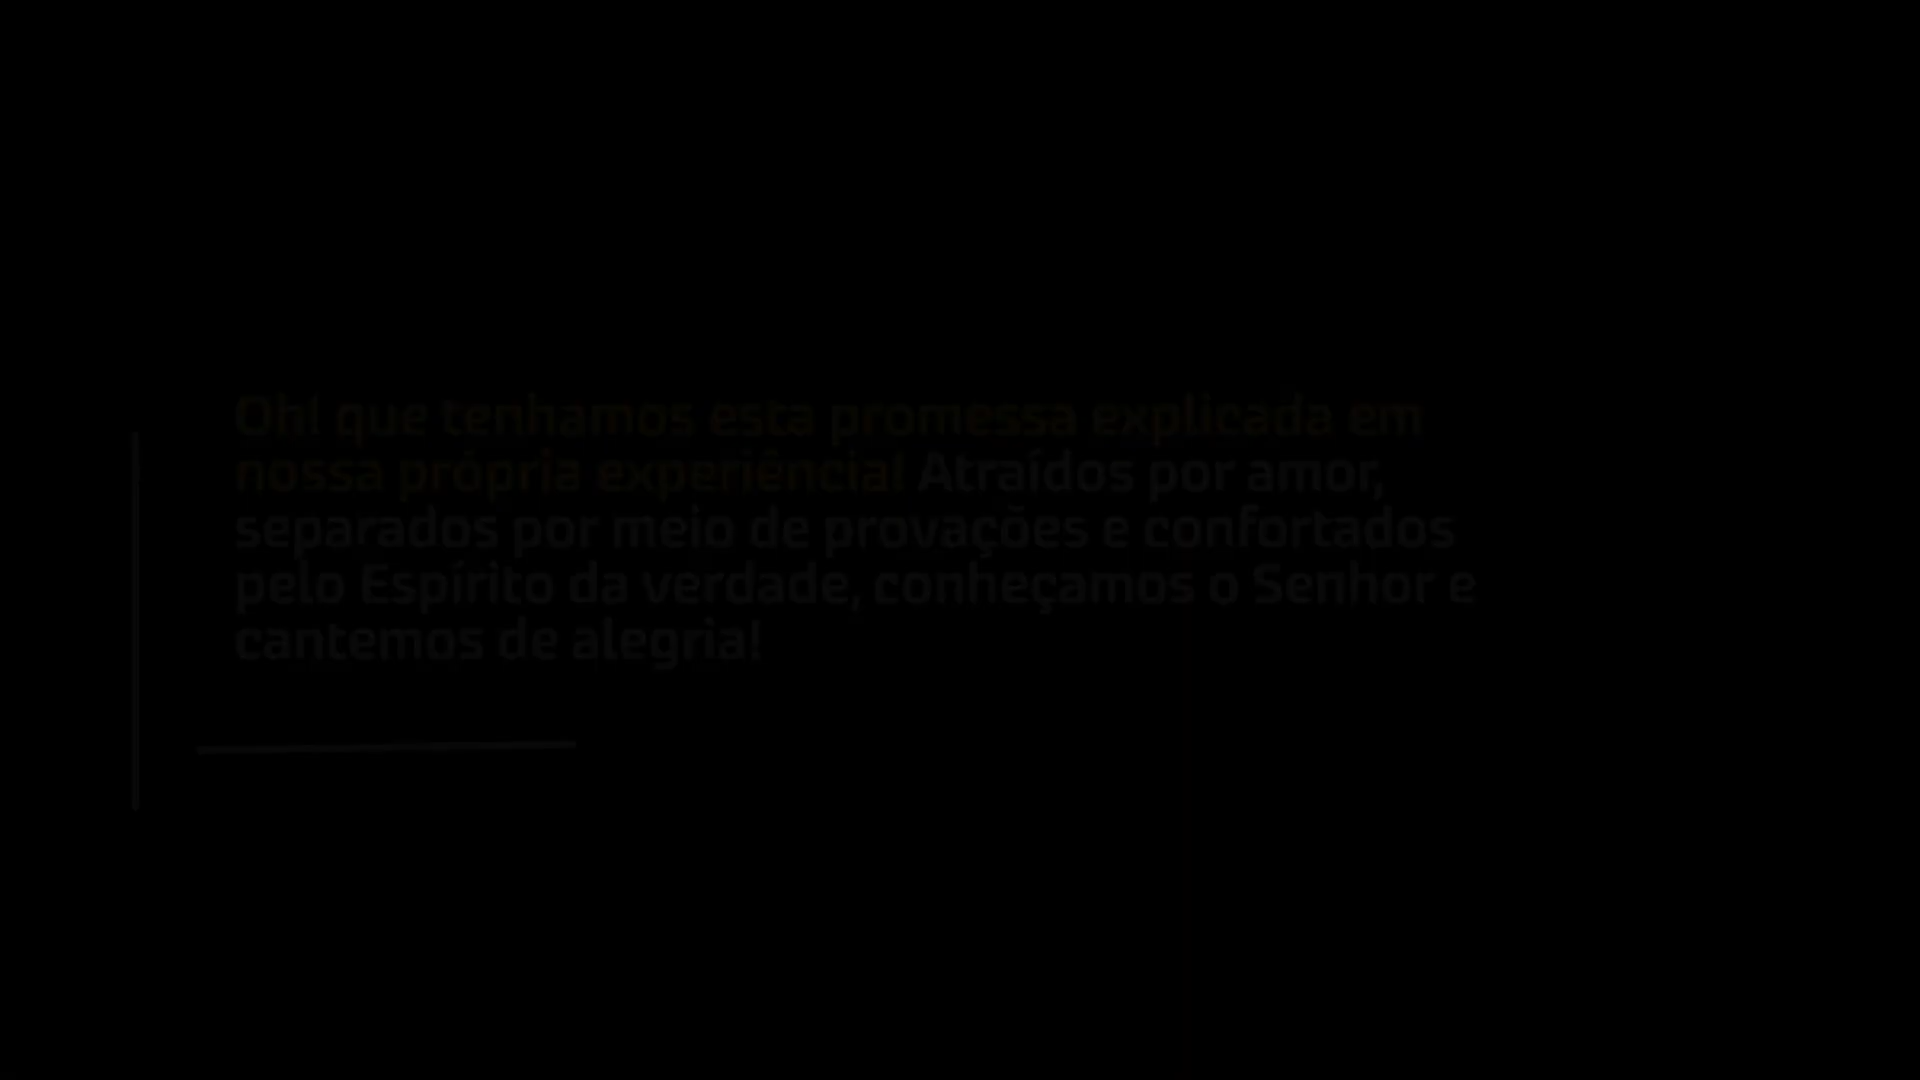 Oh! que tenhamos esta promessa explicada em
nossa própria experiência! Atraídos por amor,
separados por meio de provações e confortados
pelo Espírito da verdade, conheçamos o Senhor e
cantemos de alegria!